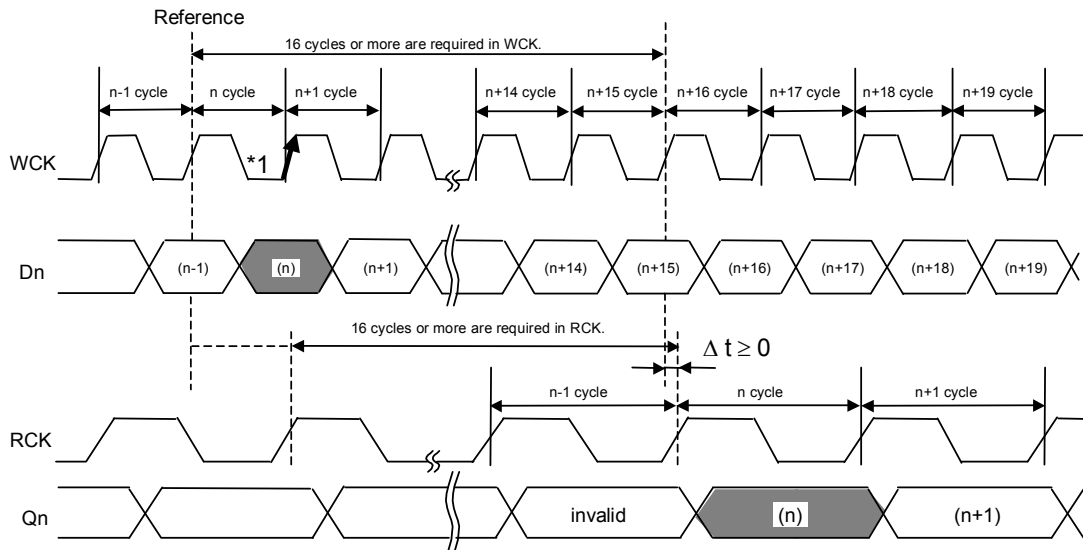 Reference
16 cycles or more are required in WCK.
n-1 cycle n cycle n+1 cycle n+14 cycle n+15 cycle n+16 cycle n+17 cycle n+18 cycle n+19 cycle
WCK *1
Dn (n-1) (n) (n+1) (n+14) (n+15) (n+16) (n+17) (n+18) (n+19)
16 cycles or more are required in RCK.
Δ t ≥ 0
n-1 cycle n cycle n+1 cycle
RCK
Qn invalid (n) (n+1)